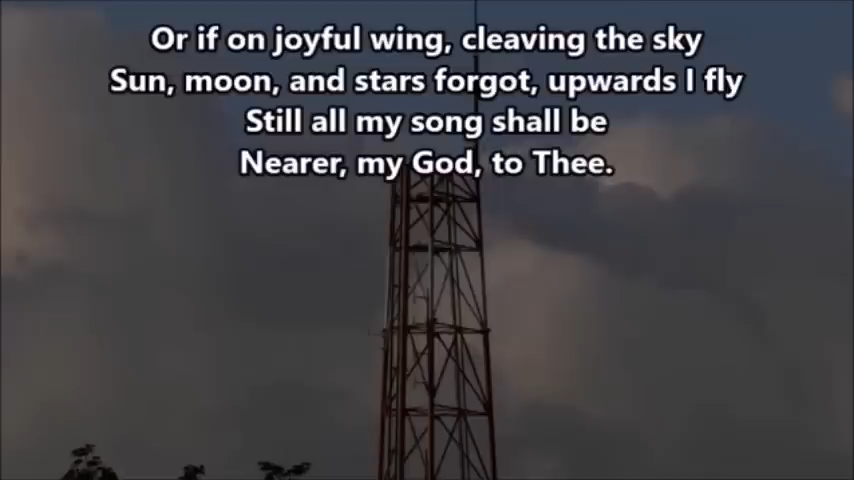 Or if on joyful wing, cleaving the sky
Sun, moon, and stars forgot, upwards I fly
Still all my song shall be
Nearer, my God, to Thee.